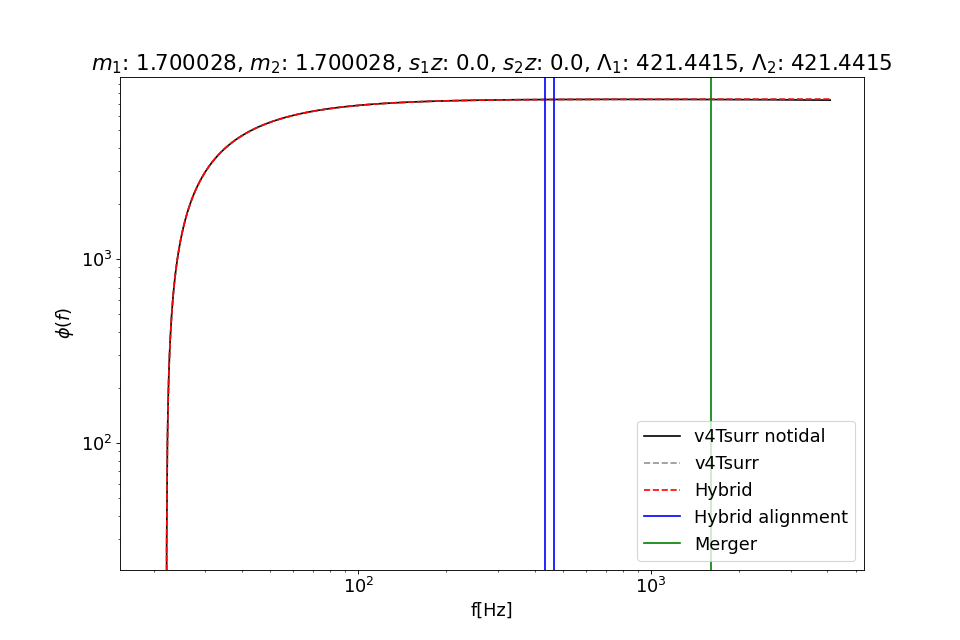 m₁: 1.700028, m₂: 1.700028, s₁z: 0.0, s₂z: 0.0, Λ₁: 421.4415, Λ₂: 421.4415
10³
ϕ(f)
10²
v4Tsurr notidal
v4Tsurr
Hybrid
Hybrid alignment
Merger
10² 10³
f[Hz]